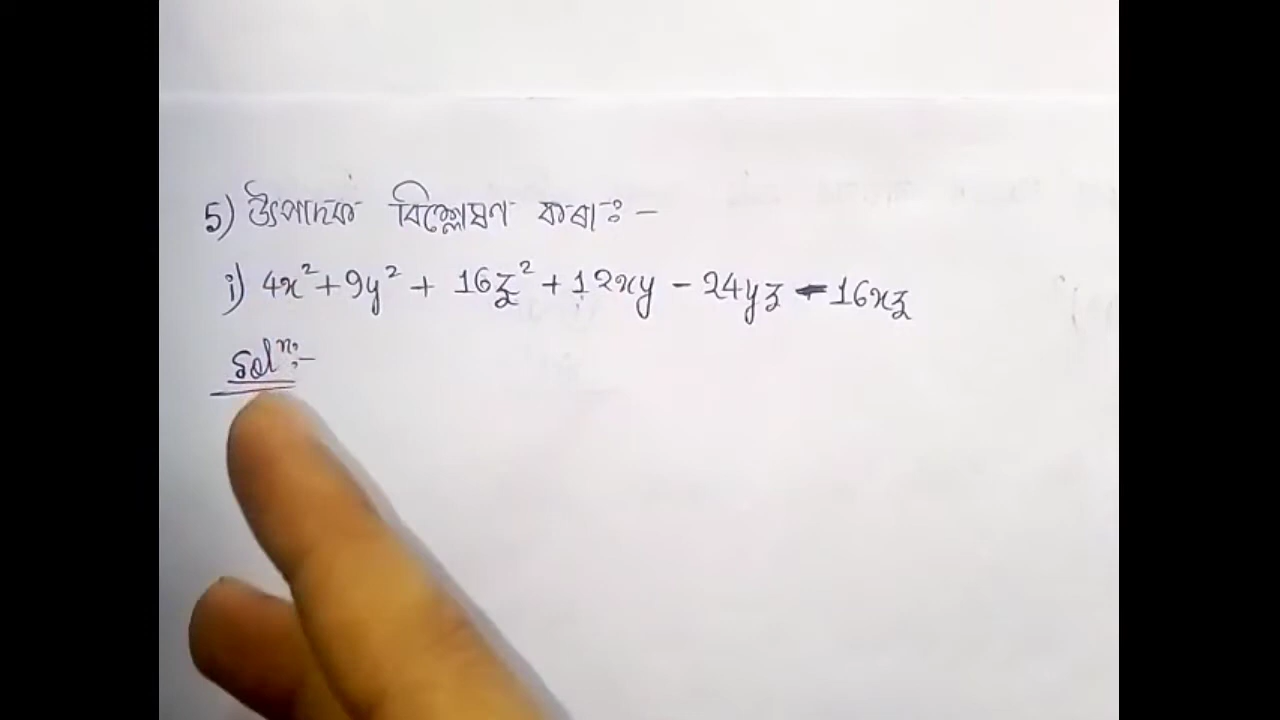 5) উৎপাদক বিশ্লেষণ কৰাঃ-
i) 4x² + 9y² + 16z² + 12xy - 24yz - 16xz
Solⁿ:-